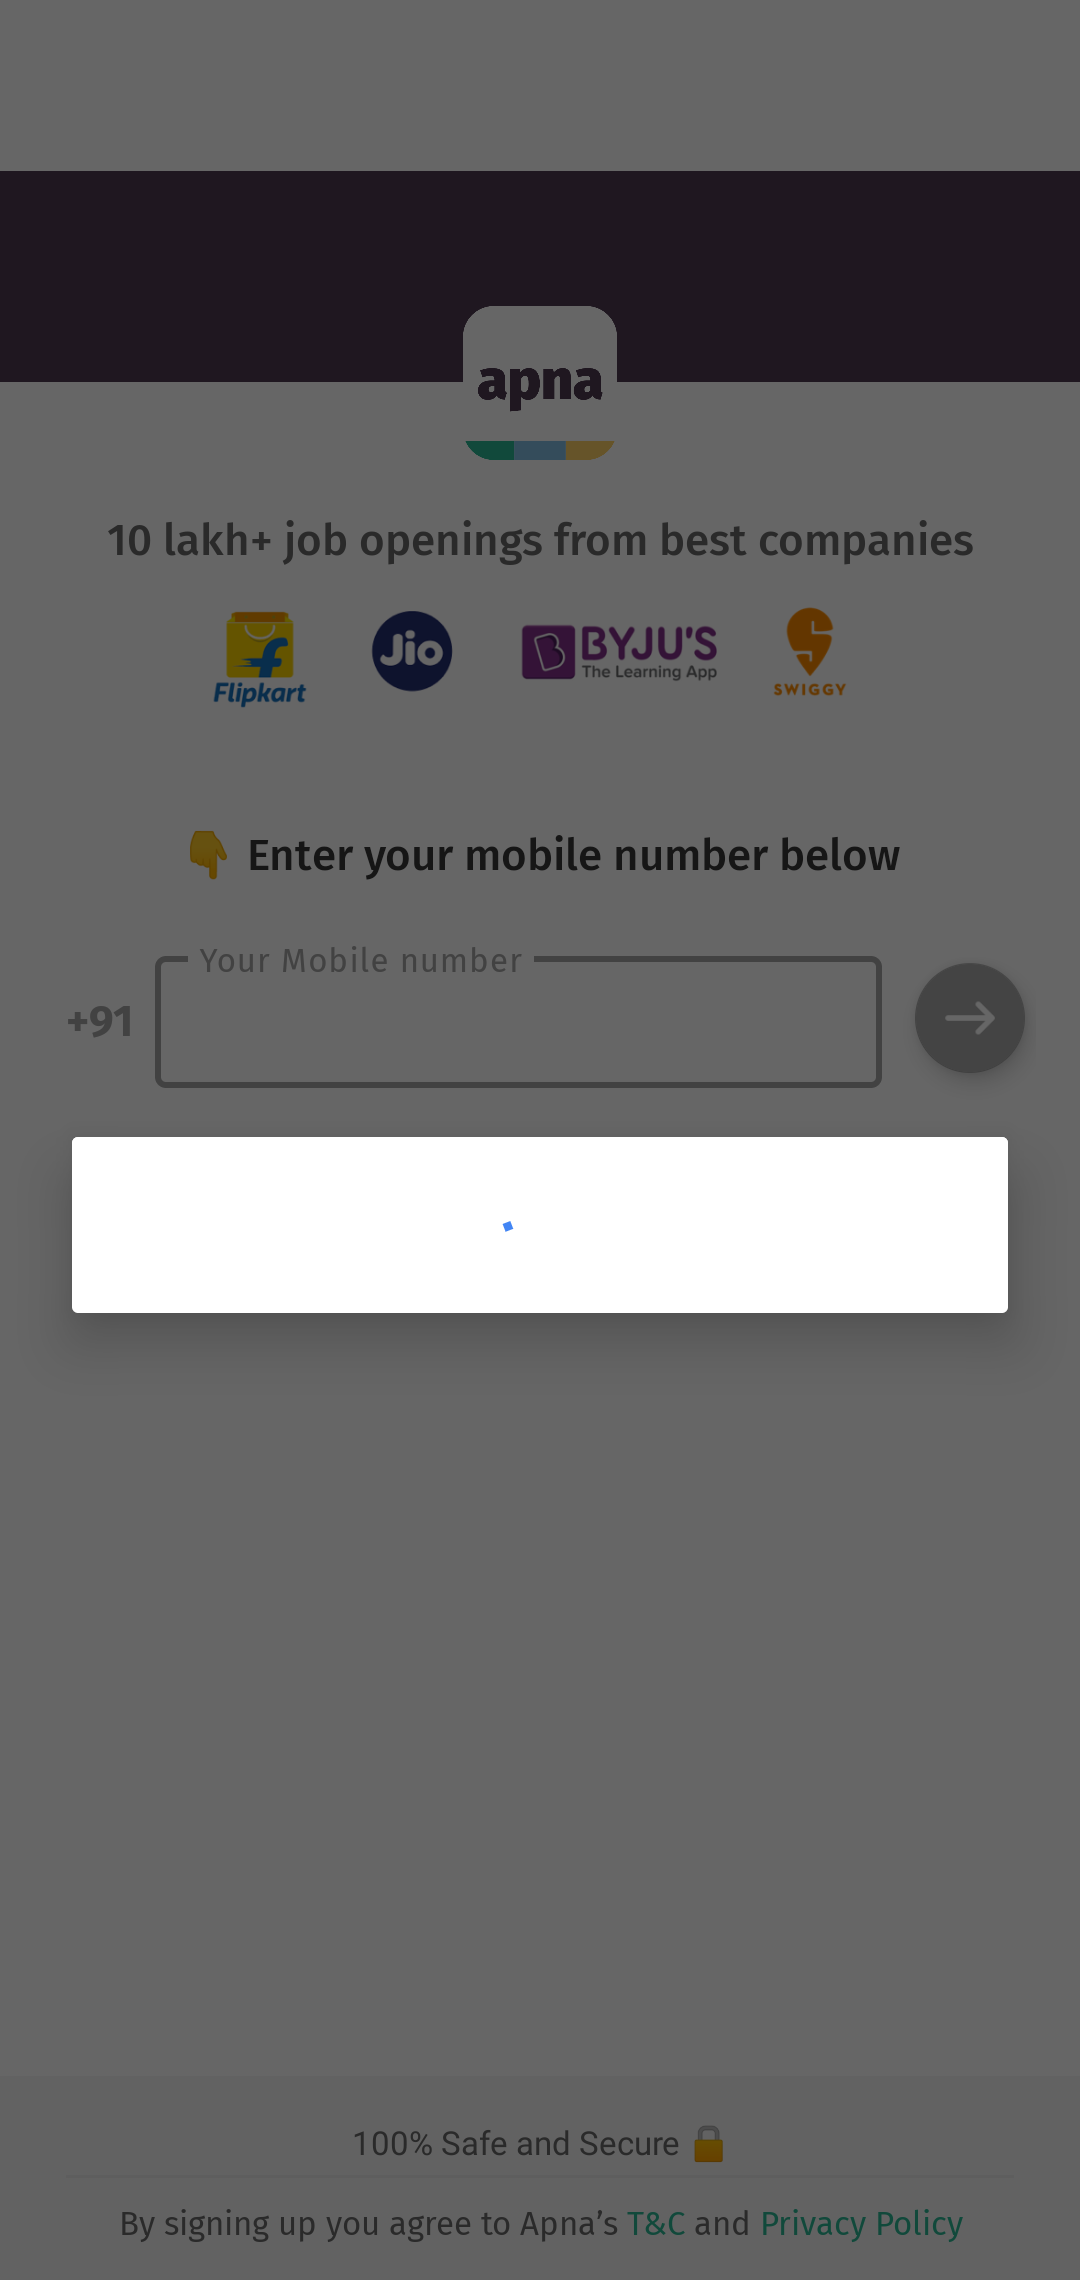 apna
10 lakh+ job openings from best companies
Flipkart
Jio
BYJU'S
The Learning App
SWIGGY
👇 Enter your mobile number below
Your Mobile number
+91
100% Safe and Secure 🔒
By signing up you agree to Apna’s T&C and Privacy Policy